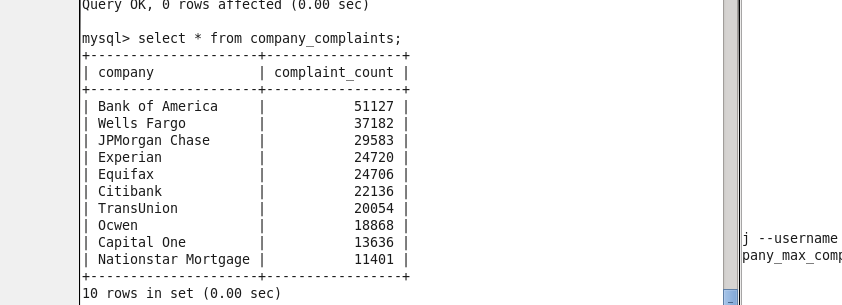 Query OK, 0 rows affected (0.00 sec)
mysql> select * from company_complaints;
+---------------------+-----------------+
| company             | complaint_count |
+---------------------+-----------------+
| Bank of America     |           51127 |
| Wells Fargo         |           37182 |
| JPMorgan Chase      |           29583 |
| Experian            |           24720 |
| Equifax             |           24706 |
| Citibank            |           22136 |
| TransUnion          |           20054 |
| Ocwen               |           18868 |
| Capital One         |           13636 |
| Nationstar Mortgage |           11401 |
+---------------------+-----------------+
10 rows in set (0.00 sec)
j --username
pany_max_comp